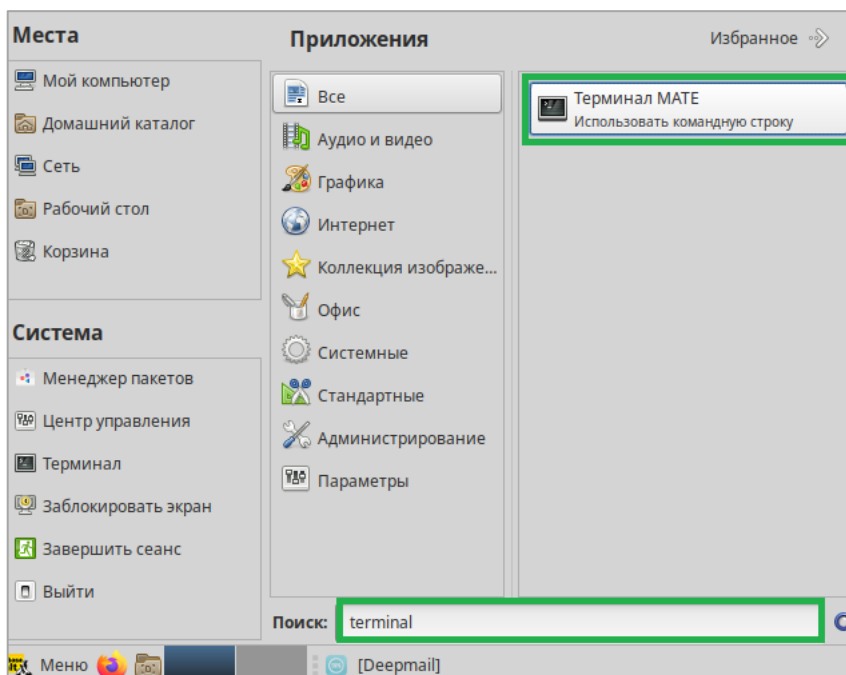 Места
Мой компьютер
Домашний каталог
Сеть
Рабочий стол
Корзина
Система
Менеджер пакетов
Центр управления
Терминал
Заблокировать экран
Завершить сеанс
Выйти
Приложения
Избранное
Все
Аудио и видео
Графика
Интернет
Коллекция изображе...
Офис
Системные
Стандартные
Администрирование
Параметры
Терминал MATE
Использовать командную строку
Поиск: terminal
Меню
[Deepmail]